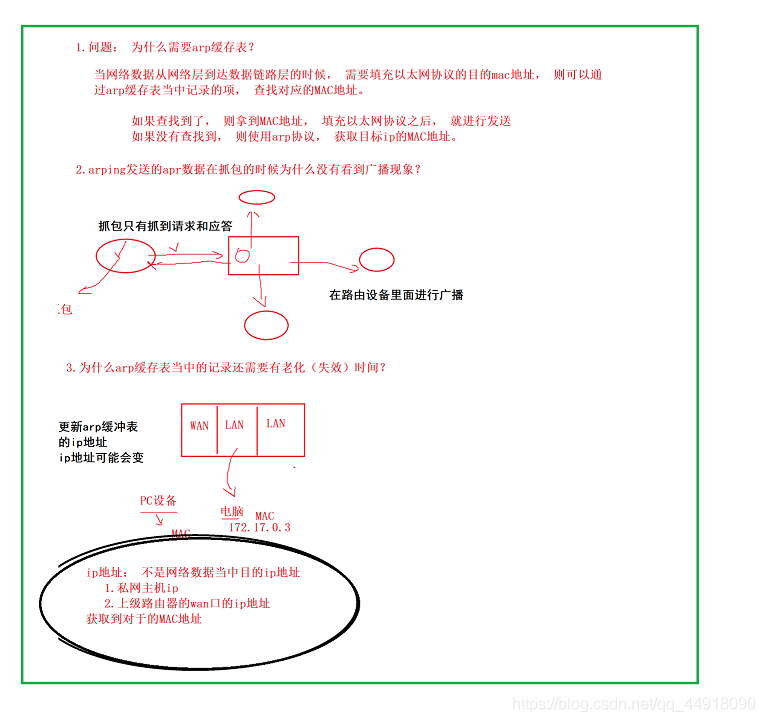 1.问题： 为什么需要arp缓存表？
当网络数据从网络层到达数据链路层的时候， 需要填充以太网协议的目的mac地址， 则可以通
过arp缓存表当中记录的项， 查找对应的MAC地址。
如果查找到了， 则拿到MAC地址， 填充以太网协议之后， 就进行发送
如果没有查找到， 则使用arp协议， 获取目标ip的MAC地址。
2.arping发送的apr数据在抓包的时候为什么没有看到广播现象？
抓包只有抓到请求和应答
在路由设备里面进行广播
包
3.为什么arp缓存表当中的记录还需要有老化（失效）时间？
更新arp缓冲表
的ip地址
ip地址可能会变
WAN LAN LAN
PC设备
MAC
电脑 MAC
172.17.0.3
ip地址： 不是网络数据当中目的ip地址
1.私网主机ip
2.上级路由器的wan口的ip地址
获取到对于的MAC地址
https://blog.csdn.net/qq_44918090